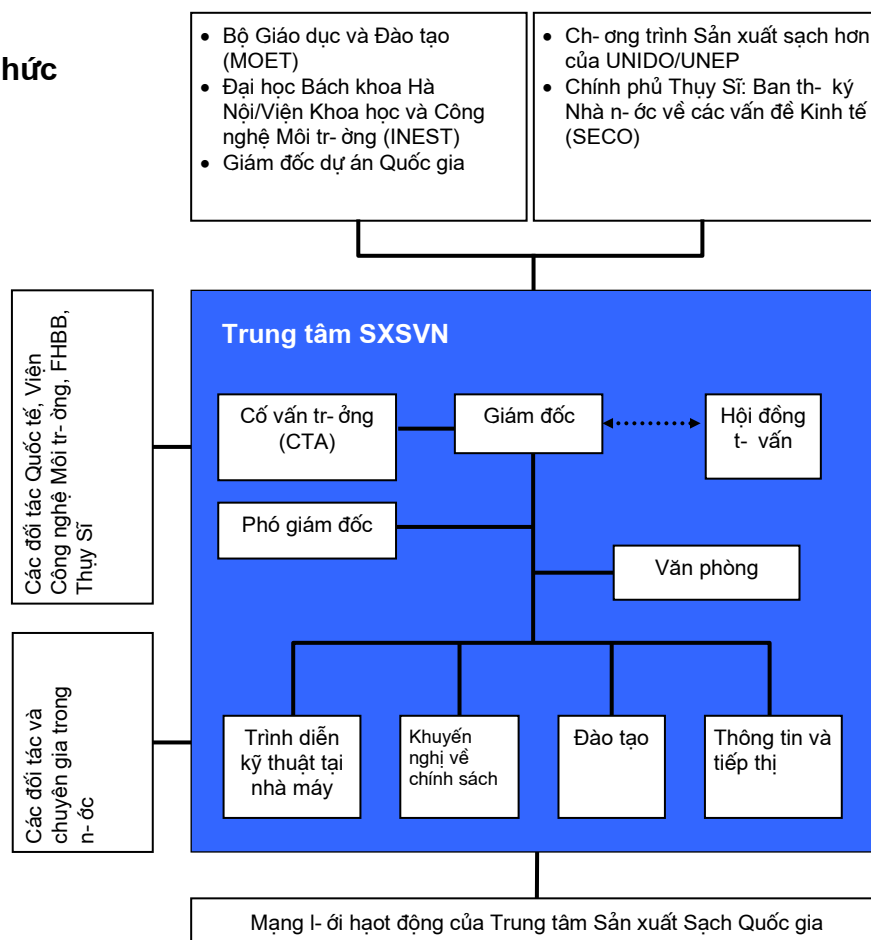 hức
• Bộ Giáo dục và Đào tạo
(MOET)
• Đại học Bách khoa Hà
Nội/Viện Khoa học và Công
nghệ Môi tr- ờng (INEST)
• Giám đốc dự án Quốc gia
• Ch- ơng trình Sản xuất sạch hơn
của UNIDO/UNEP
• Chính phủ Thụy Sĩ: Ban th- ký
Nhà n- ớc về các vấn đề Kinh tế
(SECO)
Các đối tác Quốc tế, Viện
Công nghệ Môi tr- ờng, FHBB,
Thụy Sĩ
Trung tâm SXSVN
Cố vấn tr- ởng
(CTA)
Giám đốc
Hội đồng
t- vấn
Phó giám đốc
Văn phòng
Các đối tác và
chuyên gia trong
n- ớc
Trình diễn
kỹ thuật tại
nhà máy
Khuyến
nghị về
chính sách
Đào tạo
Thông tin và
tiếp thị
Mạng l- ới hạot động của Trung tâm Sản xuất Sạch Quốc gia